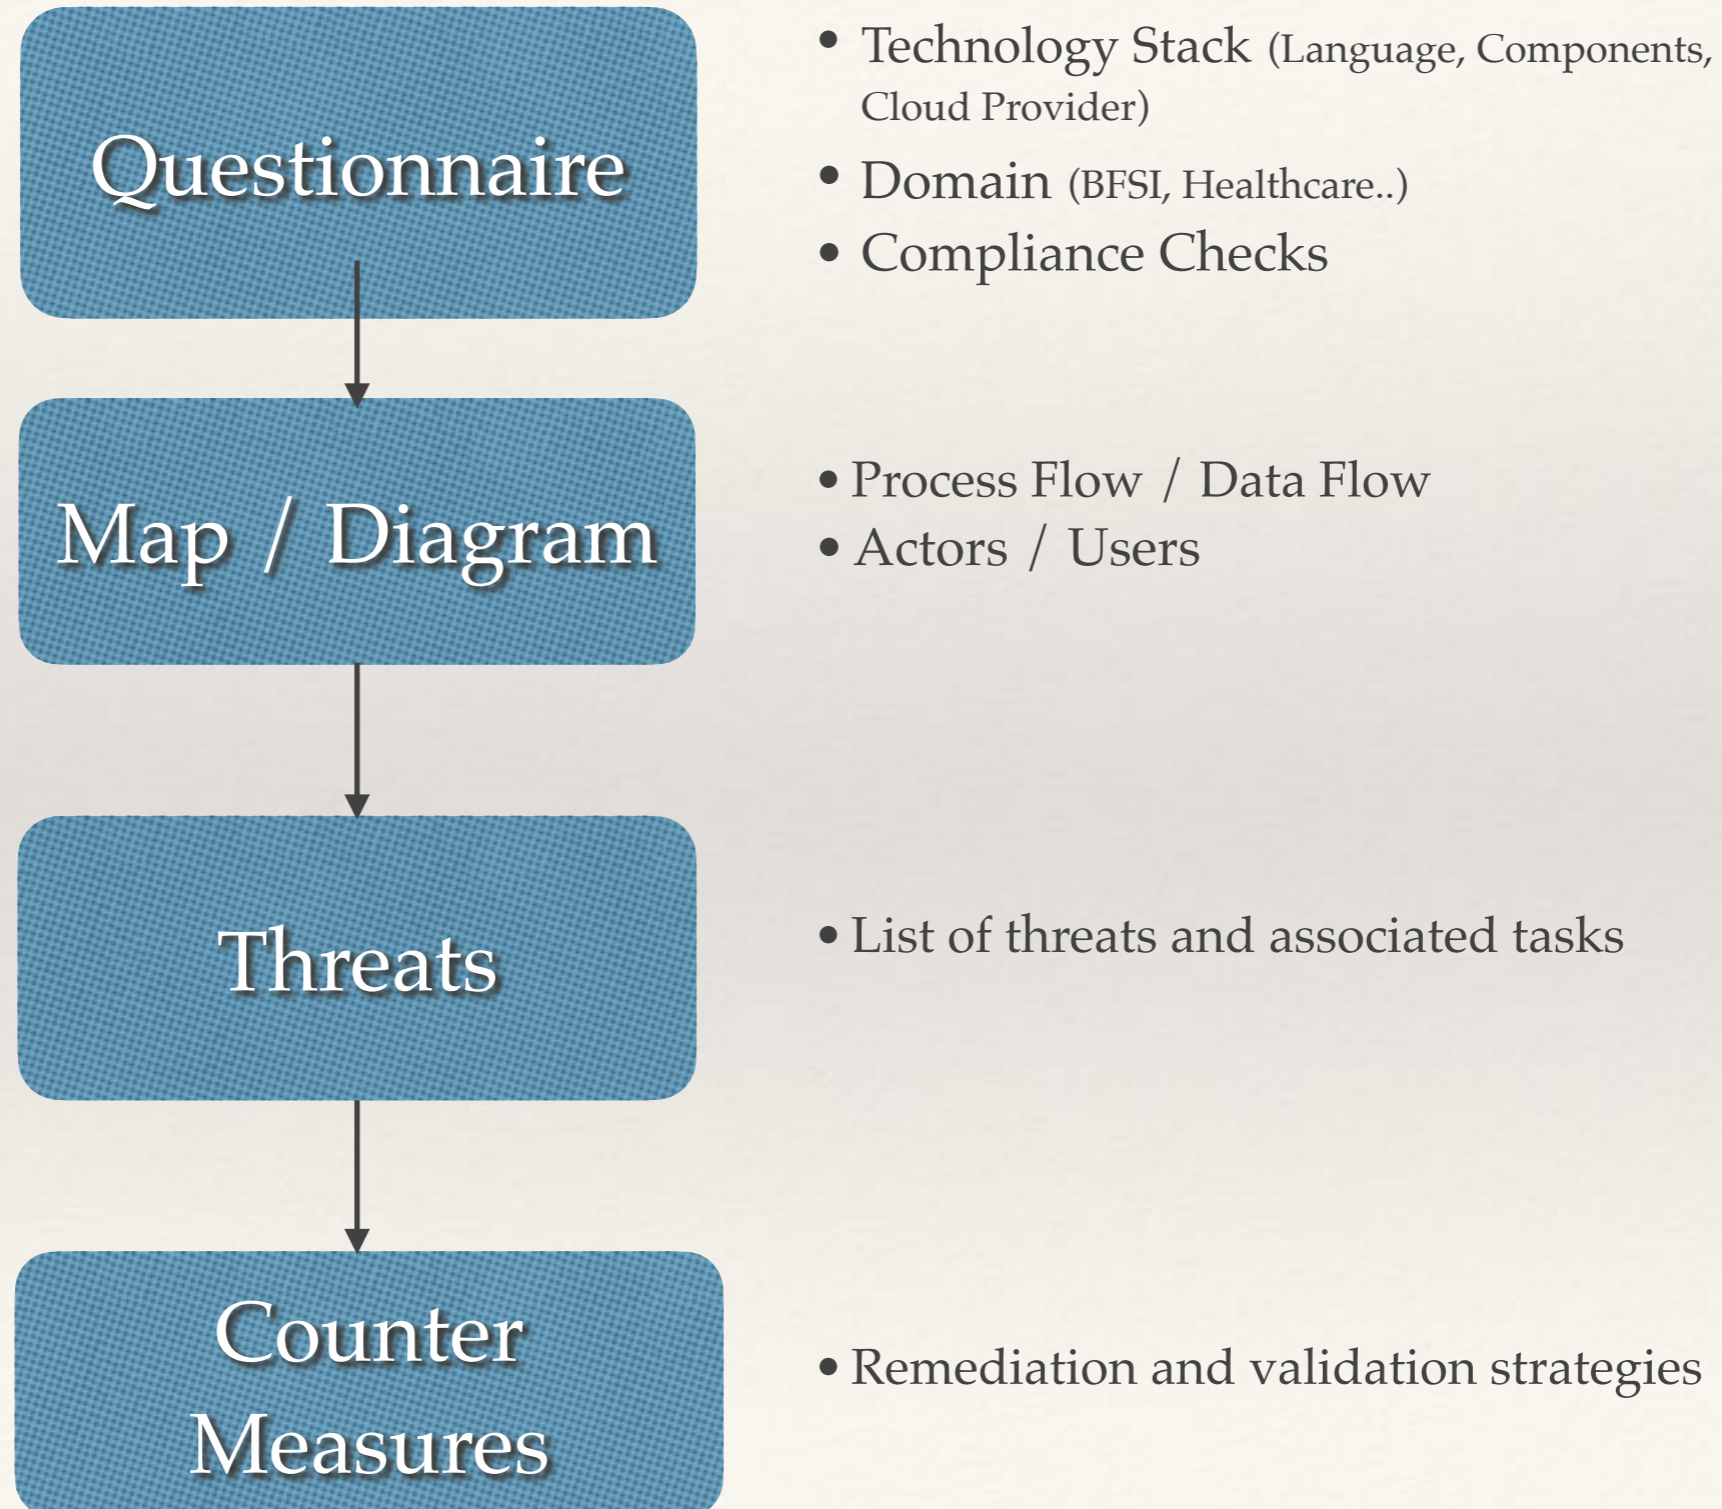 Questionnaire
• Technology Stack (Language, Components,
Cloud Provider)
• Domain (BFSI, Healthcare..)
• Compliance Checks
Map / Diagram
• Process Flow / Data Flow
• Actors / Users
Threats
• List of threats and associated tasks
Counter
Measures
• Remediation and validation strategies